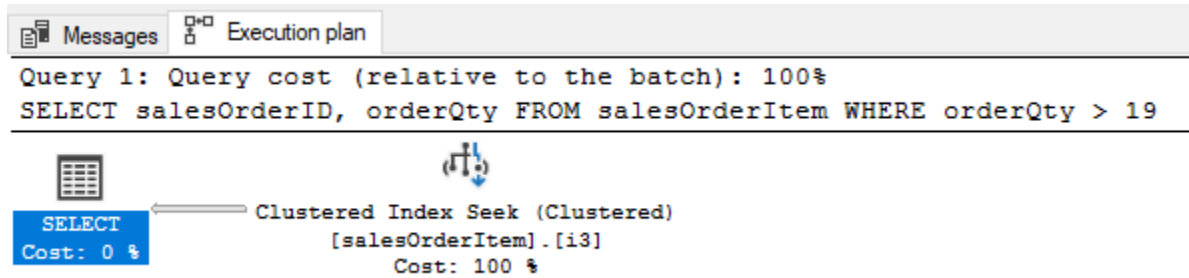 Messages Execution plan
Query 1: Query cost (relative to the batch): 100%
SELECT salesOrderID, orderQty FROM salesOrderItem WHERE orderQty > 19
SELECT
Cost: 0 %
Clustered Index Seek (Clustered)
[salesOrderItem].[i3]
Cost: 100 %